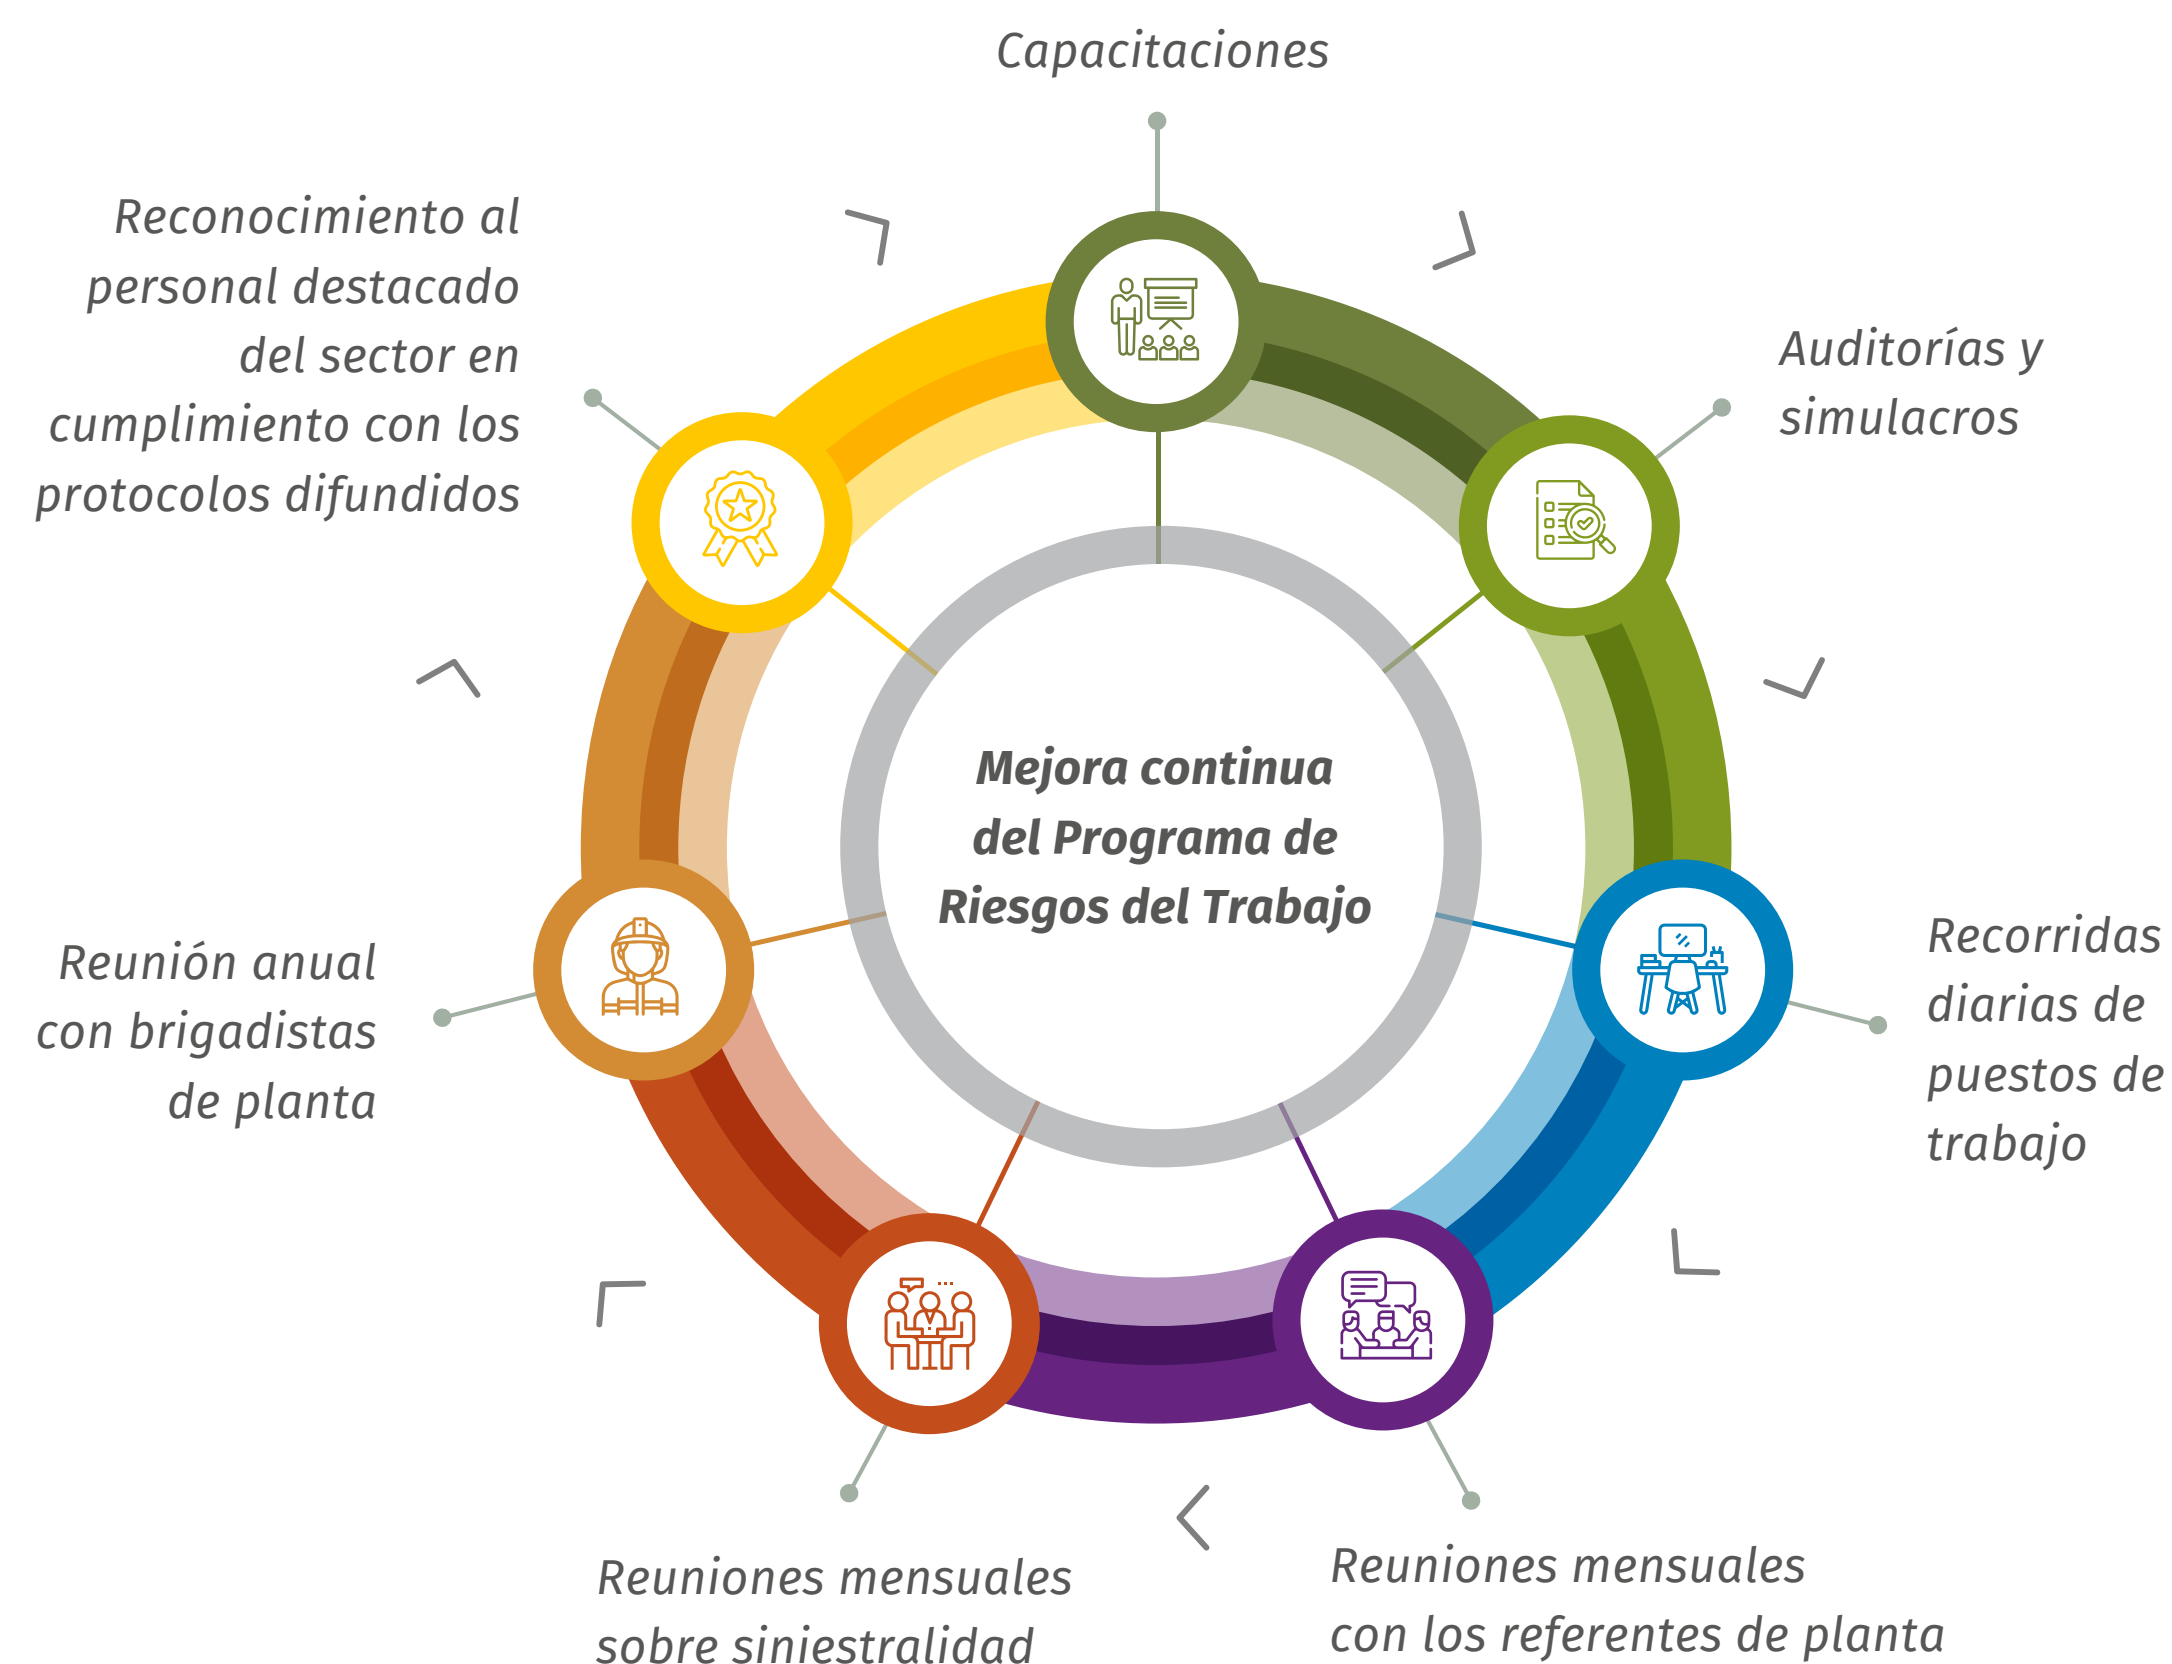 Capacitaciones
Auditorías y
simulacros
Recorridas
diarias de
puestos de
trabajo
Reuniones mensuales
con los referentes de planta
Reuniones mensuales
sobre siniestralidad
Reunión anual
con brigadistas
de planta
Reconocimiento al
personal destacado
del sector en
cumplimiento con los
protocolos difundidos
Mejora continua
del Programa de
Riesgos del Trabajo